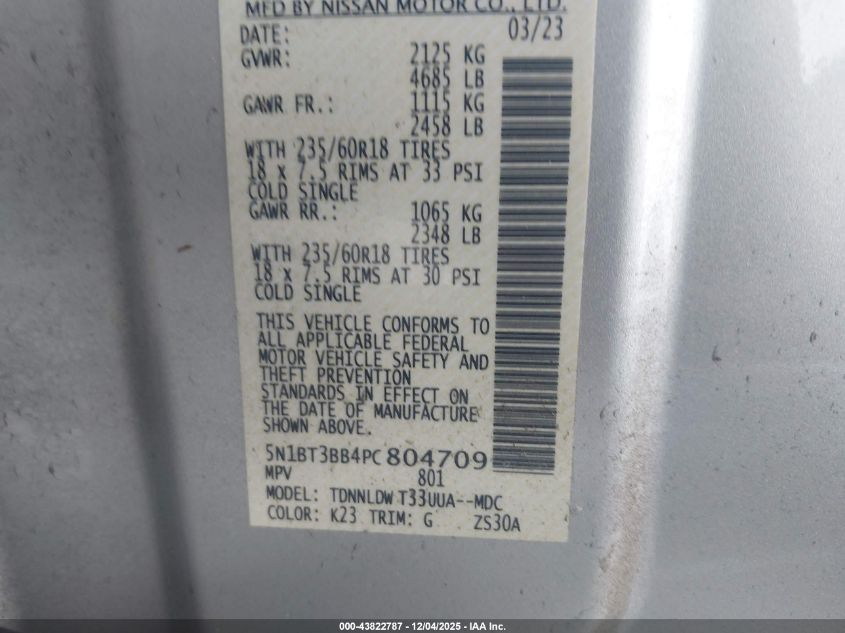 MFD BY NISSAN MOTOR CO., LTD.
DATE: 03/23
GVWR: 2125 KG
4685 LB
GAWR FR.: 1115 KG
2458 LB
WITH 235/60R18 TIRES
18 x 7.5 RIMS AT 33 PSI
COLD SINGLE
GAWR RR.: 1065 KG
2348 LB
WITH 235/60R18 TIRES
18 x 7.5 RIMS AT 30 PSI
COLD SINGLE
THIS VEHICLE CONFORMS TO
ALL APPLICABLE FEDERAL
MOTOR VEHICLE SAFETY AND
THEFT PREVENTION
STANDARDS IN EFFECT ON
THE DATE OF MANUFACTURE
SHOWN ABOVE.
5N1BT3BB4PC804709
MPV 801
MODEL: TDNNLDW T33UUA--MDC
COLOR: K23 TRIM: G ZS30A
000-43822787 - 12/04/2025 - IAA Inc.